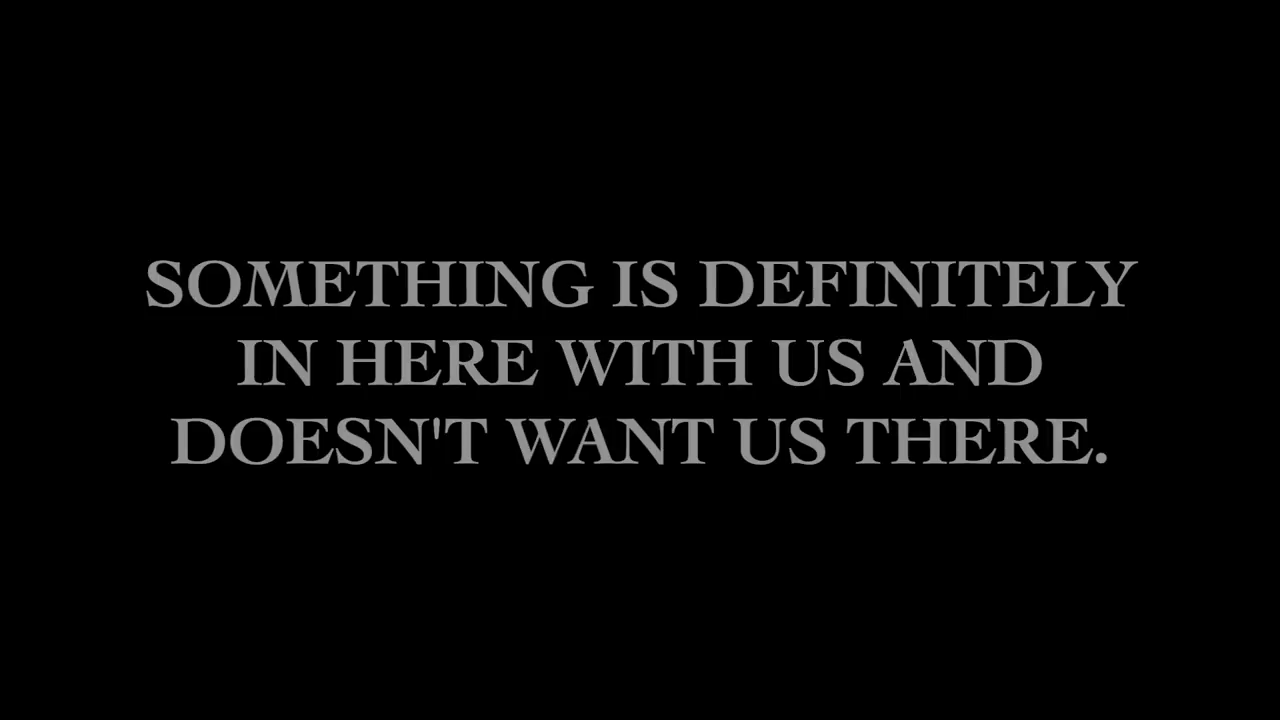 SOMETHING IS DEFINITELY
IN HERE WITH US AND
DOESN'T WANT US THERE.